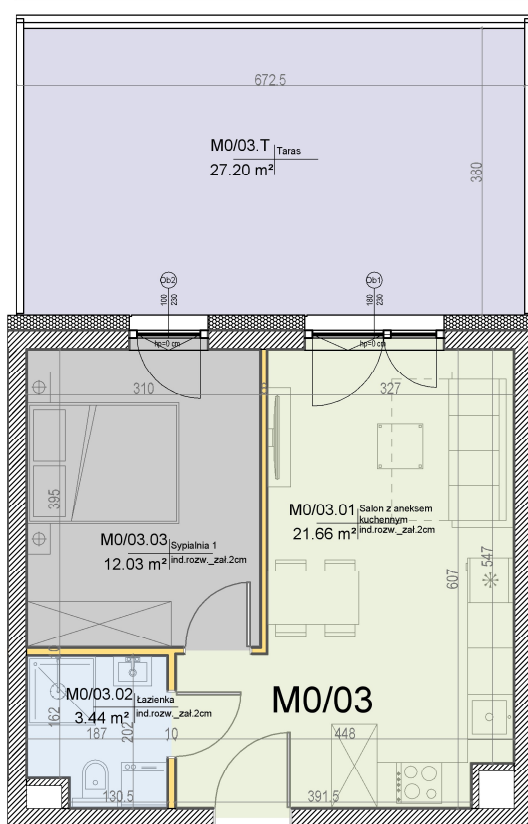 672.5
M0/03.T Taras
27.20 m²
380
Ob2
100
230
Ob1
180
230
hp=0 cm
hp=0 cm
310
327
395
M0/03.01 Salon z aneksem
kuchennym
21.66 m² ind.rozw._zał.2cm
M0/03.03 Sypialnia 1
12.03 m² ind.rozw._zał.2cm
547
607
M0/03.02 Łazienka
3.44 m² ind.rozw._zał.2cm
M0/03
162
187
202
10
448
130.5
391.5